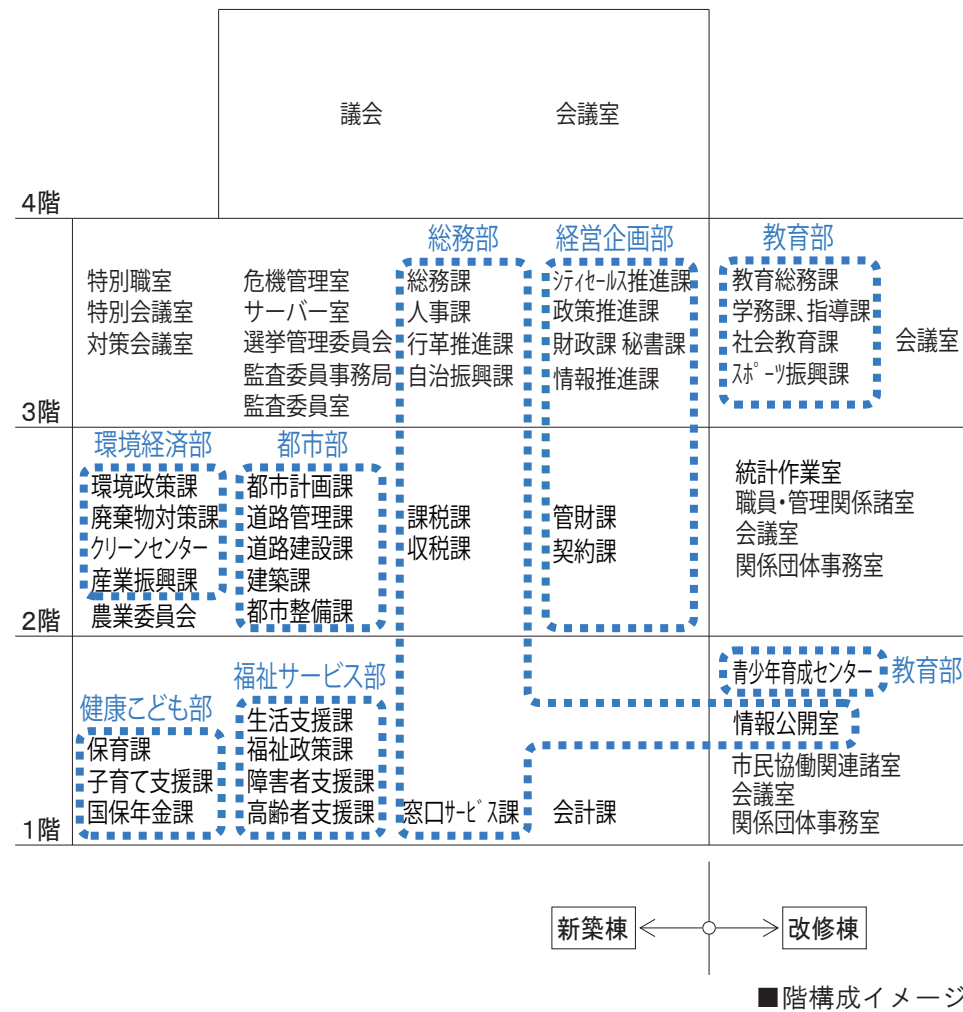 議会
会議室
4階
総務部
経営企画部
教育部
特別職室
特別会議室
対策会議室
危機管理室
サーバー室
選挙管理委員会
監査委員事務局
監査委員室
総務課
人事課
行革推進課
自治振興課
シティセールス推進課
政策推進課
財政課 秘書課
情報推進課
教育総務課
学務課、指導課
社会教育課
スポーツ振興課
会議室
3階
環境経済部
都市部
環境政策課
廃棄物対策課
クリーンセンター
産業振興課
農業委員会
都市計画課
道路管理課
道路建設課
建築課
都市整備課
課税課
収税課
管財課
契約課
統計作業室
職員・管理関係諸室
会議室
関係団体事務室
2階
健康こども部
福祉サービス部
保育課
子育て支援課
国保年金課
生活支援課
福祉政策課
障害者支援課
高齢者支援課
窓口サービス課
会計課
青少年育成センター
教育部
情報公開室
市民協働関連諸室
会議室
関係団体事務室
1階
新築棟
改修棟
■階構成イメージ